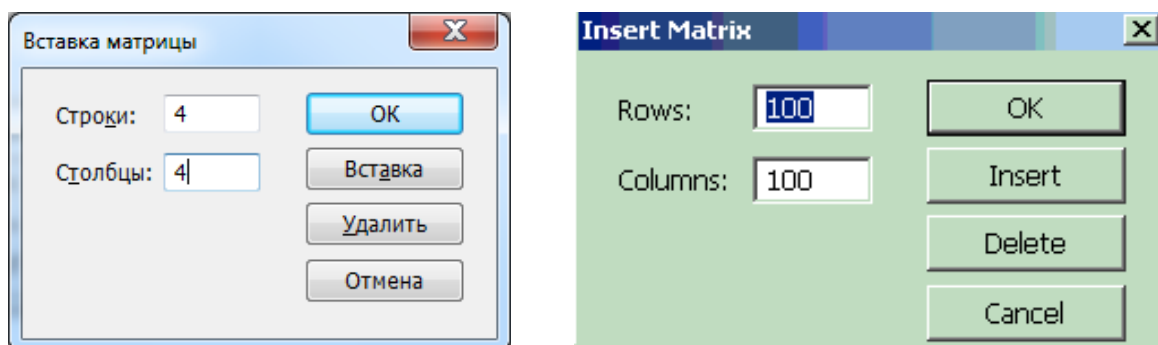 Вставка матрицы
Строки: 4
Столбцы: 4
OK
Вставка
Удалить
Отмена
Insert Matrix
Rows: 100
Columns: 100
OK
Insert
Delete
Cancel